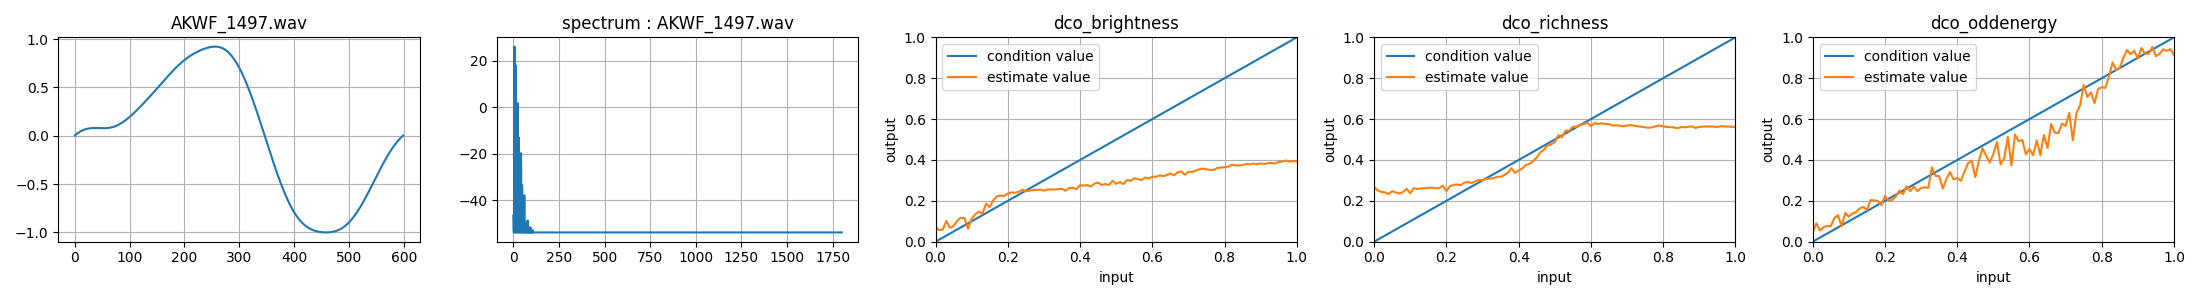 AKWF_1497.wav
1.0
0.5
0.0
−0.5
−1.0
0 100 200 300 400 500 600
spectrum : AKWF_1497.wav
20
0
−20
−40
0 250 500 750 1000 1250 1500 1750
dco_brightness
condition value
estimate value
output
1.0
0.8
0.6
0.4
0.2
0.0
0.0 0.2 0.4 0.6 0.8 1.0
input
dco_richness
condition value
estimate value
output
1.0
0.8
0.6
0.4
0.2
0.0
0.0 0.2 0.4 0.6 0.8 1.0
input
dco_oddenergy
condition value
estimate value
output
1.0
0.8
0.6
0.4
0.2
0.0
0.0 0.2 0.4 0.6 0.8 1.0
input